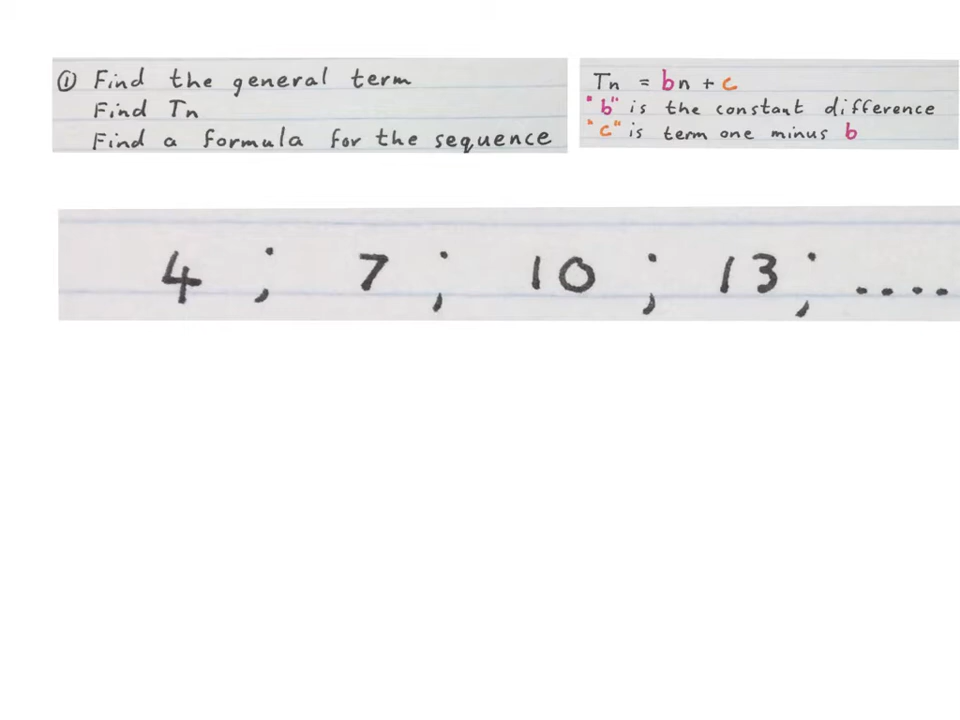 ① Find the general term
Find Tn
Find a formula for the sequence
Tn = bn + c
"b" is the constant difference
"c" is term one minus b
4 ; 7 ; 10 ; 13 ; ....